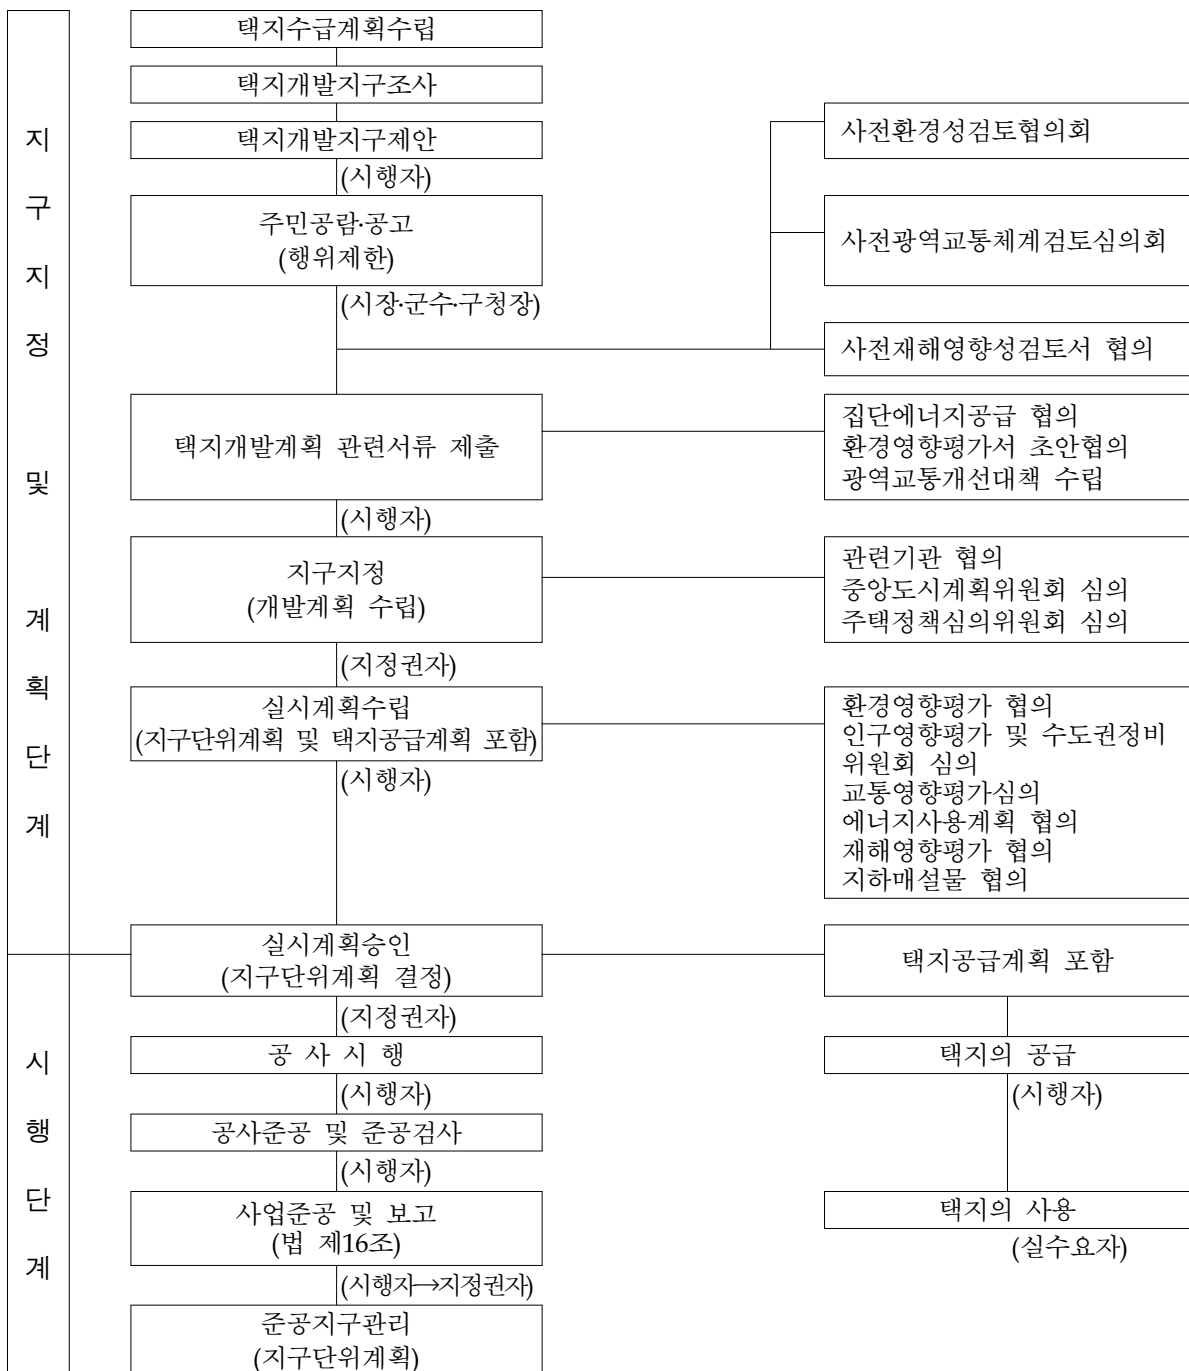 지구지정 및 계획단계
택지수급계획수립
택지개발지구조사
택지개발지구제안
(시행자)
주민공람·공고
(행위제한)
(시장·군수·구청장)
사전환경성검토협의회
사전광역교통체계검토심의회
사전재해영향성검토서 협의
택지개발계획 관련서류 제출
(시행자)
집단에너지공급 협의
환경영향평가서 초안협의
광역교통개선대책 수립
지구지정
(개발계획 수립)
(지정권자)
관련기관 협의
중앙도시계획위원회 심의
주택정책심의위원회 심의
실시계획수립
(지구단위계획 및 택지공급계획 포함)
(시행자)
환경영향평가 협의
인구영향평가 및 수도권정비
위원회 심의
교통영향평가심의
에너지사용계획 협의
재해영향평가 협의
지하매설물 협의
실시계획승인
(지구단위계획 결정)
(지정권자)
택지공급계획 포함
시행단계
공 사 시 행
(시행자)
택지의 공급
(시행자)
공사준공 및 준공검사
(시행자)
사업준공 및 보고
(법 제16조)
(시행자→지정권자)
택지의 사용
(실수요자)
준공지구관리
(지구단위계획)